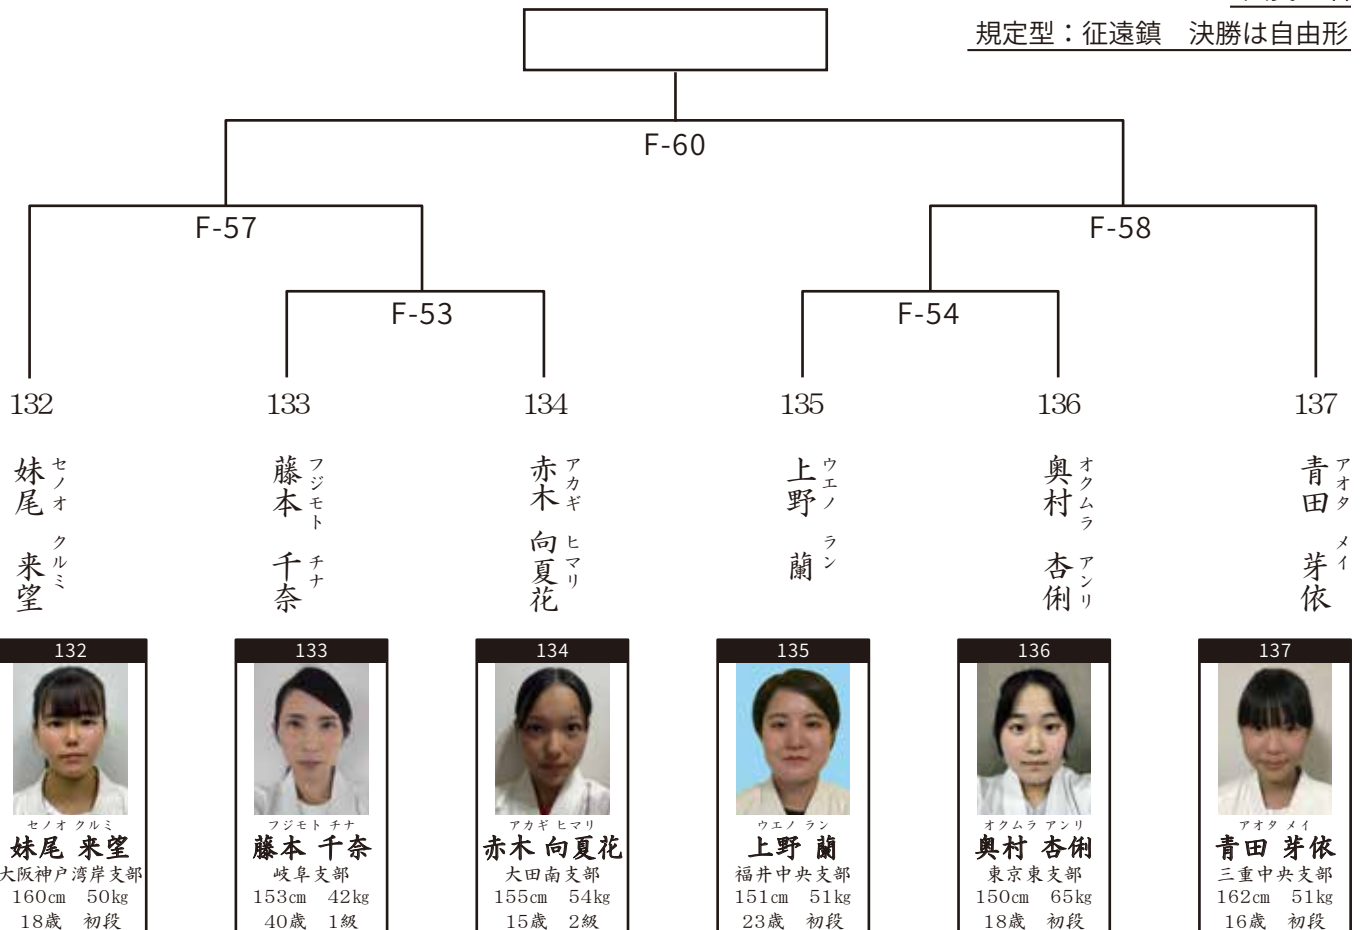 規定型：征遠鎮　決勝は自由形
F-60
F-57
F-58
F-53
F-54
132
133
134
135
136
137
妹尾 来望
セノオ クルミ
藤本 千奈
フジモト チナ
赤木 向夏花
アカギ ヒマリ
上野 蘭
ウエノ ラン
奥村 杏俐
オクムラ アンリ
青田 芽依
アオタ メイ
132
セノオ クルミ
妹尾 来望
大阪神戸湾岸支部
160cm 50kg
18歳 初段
133
フジモト チナ
藤本 千奈
岐阜支部
153cm 42kg
40歳 1級
134
アカギ ヒマリ
赤木 向夏花
大田南支部
155cm 54kg
15歳 2級
135
ウエノ ラン
上野 蘭
福井中央支部
151cm 51kg
23歳 初段
136
オクムラ アンリ
奥村 杏俐
東京東支部
150cm 65kg
18歳 初段
137
アオタ メイ
青田 芽依
三重中央支部
162cm 51kg
16歳 初段